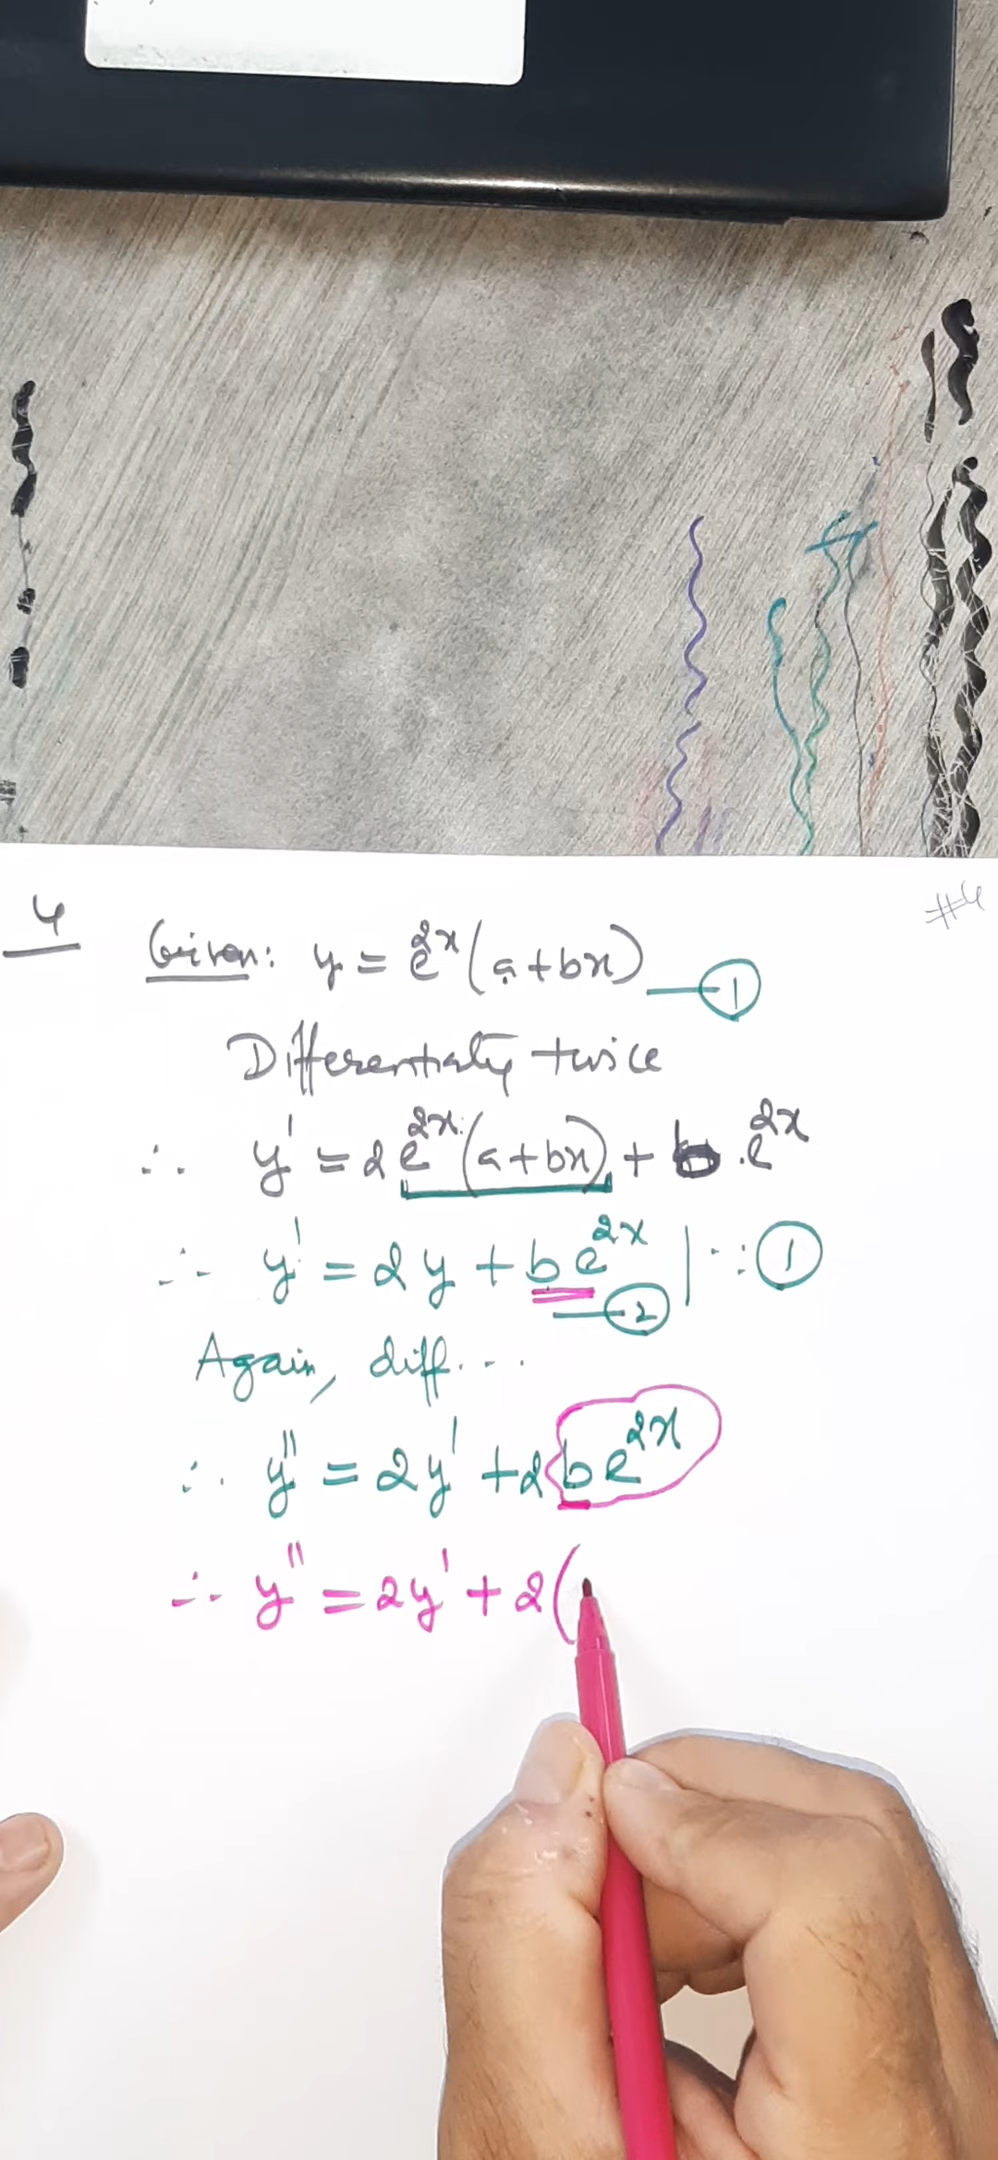 4
#4
Given: y = e^{2x}(a+bx) — ①
Differentiatg twice
∴ y' = 2e^{2x}(a+bx) + b.e^{2x}
∴ y' = 2y + be^{2x} | ∵ ①
— ②
Again, diff...
∴ y'' = 2y' + 2be^{2x}
∴ y'' = 2y' + 2(